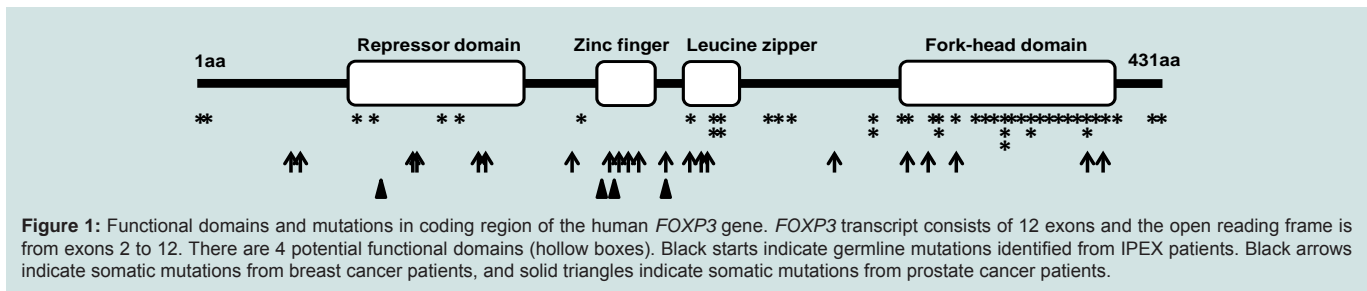 Repressor domain Zinc finger Leucine zipper Fork-head domain
1aa 431aa
Figure 1: Functional domains and mutations in coding region of the human FOXP3 gene. FOXP3 transcript consists of 12 exons and the open reading frame is
from exons 2 to 12. There are 4 potential functional domains (hollow boxes). Black starts indicate germline mutations identified from IPEX patients. Black arrows
indicate somatic mutations from breast cancer patients, and solid triangles indicate somatic mutations from prostate cancer patients.